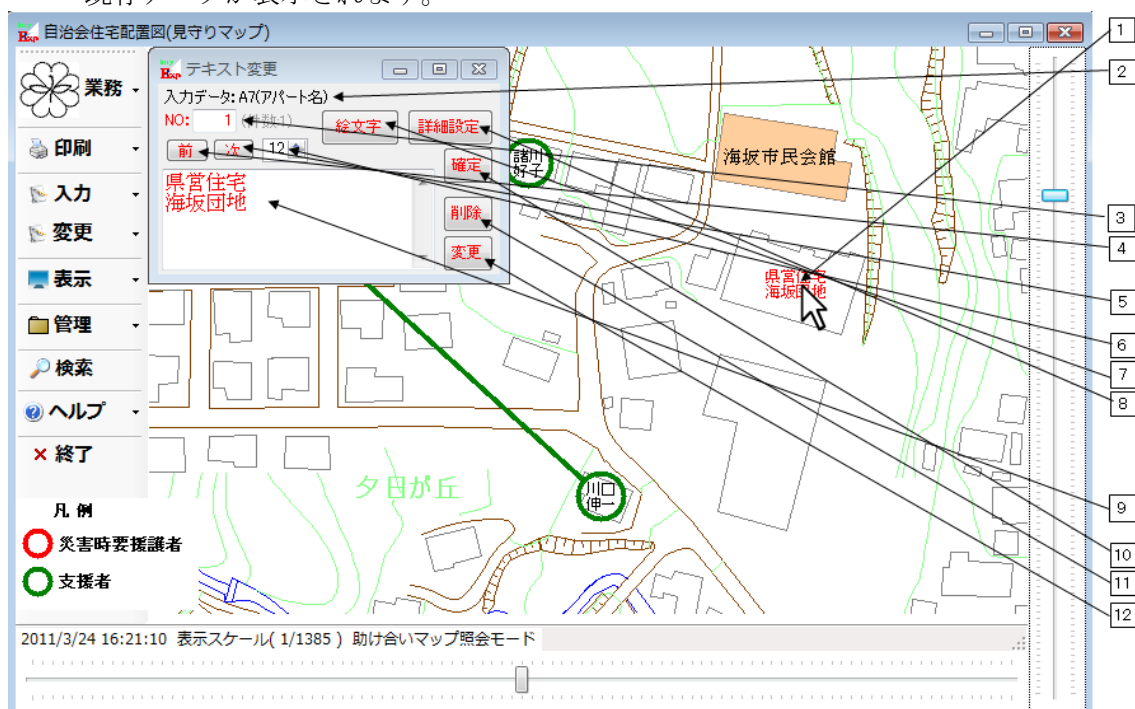 既存データが表示されます。
自治会住宅配置図(見守りマップ)
業務
印刷
入力
変更
表示
管理
検索
ヘルプ
終了
凡 例
災害時要援護者
支援者
テキスト変更
入力データ:A7(アパート名)
NO: 1 (件数:1)
絵文字
詳細設定
前
次
12
確定
県営住宅
海坂団地
削除
変更
諸川
好子
海坂市民会館
県営住宅
海坂団地
夕日が丘
川口
伸一
2011/3/24 16:21:10 表示スケール( 1/1385 ) 助け合いマップ照会モード
1
2
3
4
5
6
7
8
9
10
11
12